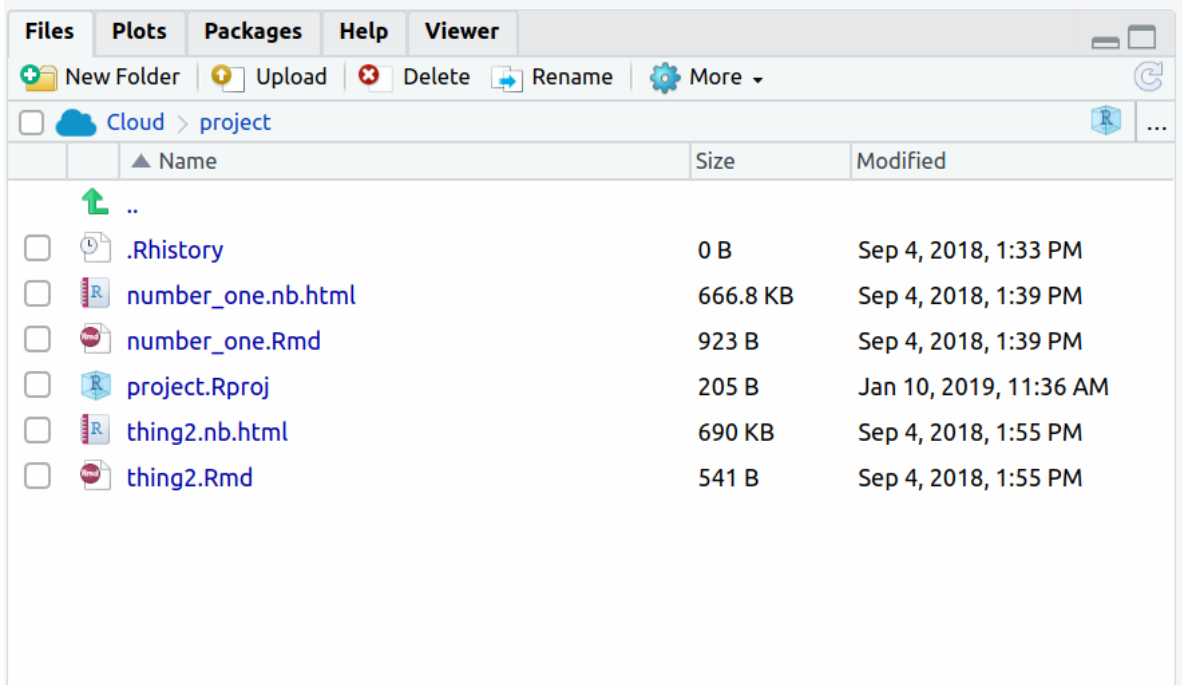 Files Plots Packages Help Viewer
New Folder Upload Delete Rename More
Cloud > project R ...
Name Size Modified
..
.Rhistory 0 B Sep 4, 2018, 1:33 PM
R number_one.nb.html 666.8 KB Sep 4, 2018, 1:39 PM
Rmd number_one.Rmd 923 B Sep 4, 2018, 1:39 PM
R project.Rproj 205 B Jan 10, 2019, 11:36 AM
R thing2.nb.html 690 KB Sep 4, 2018, 1:55 PM
Rmd thing2.Rmd 541 B Sep 4, 2018, 1:55 PM